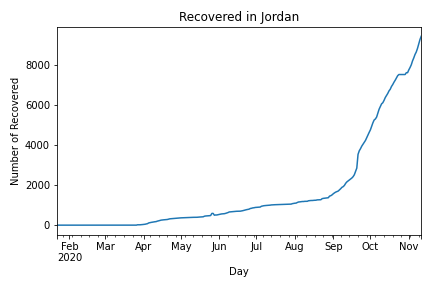 Recovered in Jordan
Number of Recovered
8000
6000
4000
2000
0
Feb Mar Apr May Jun Jul Aug Sep Oct Nov
2020
Day